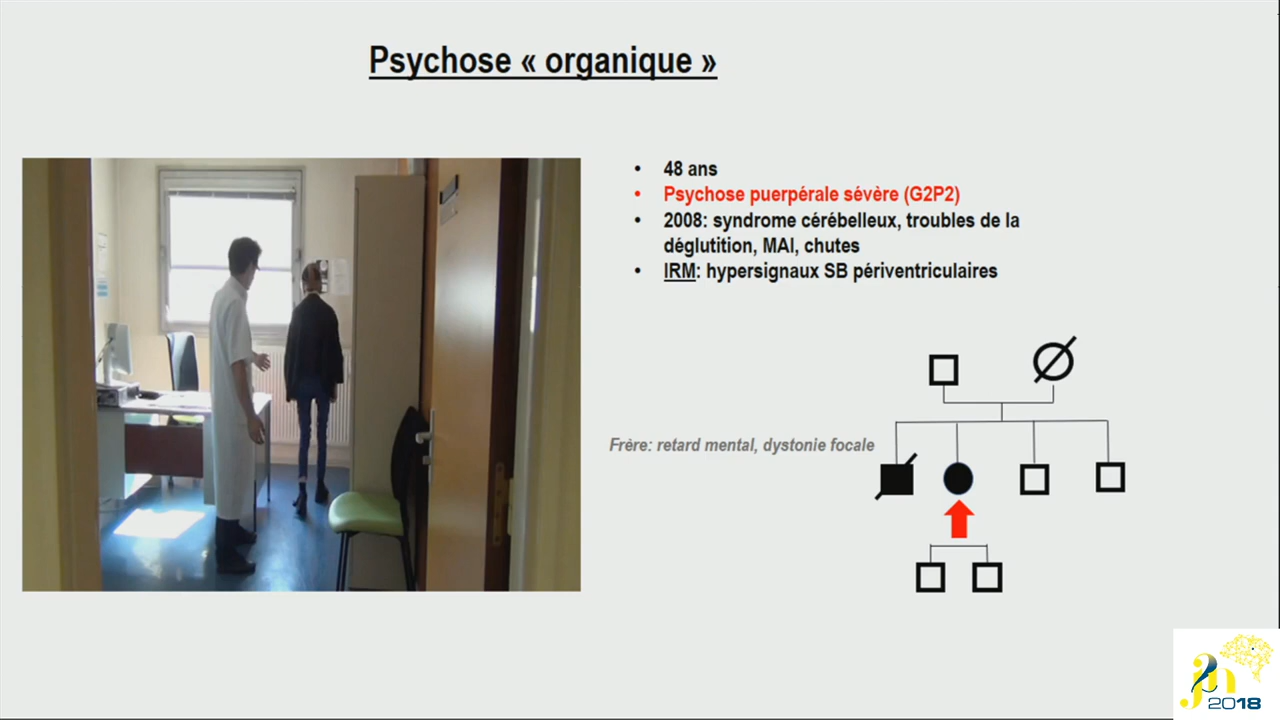 Psychose « organique »
• 48 ans
• Psychose puerpérale sévère (G2P2)
• 2008: syndrome cérébelleux, troubles de la
déglutition, MAI, chutes
• IRM: hypersignaux SB périventriculaires
Frère: retard mental, dystonie focale
2018